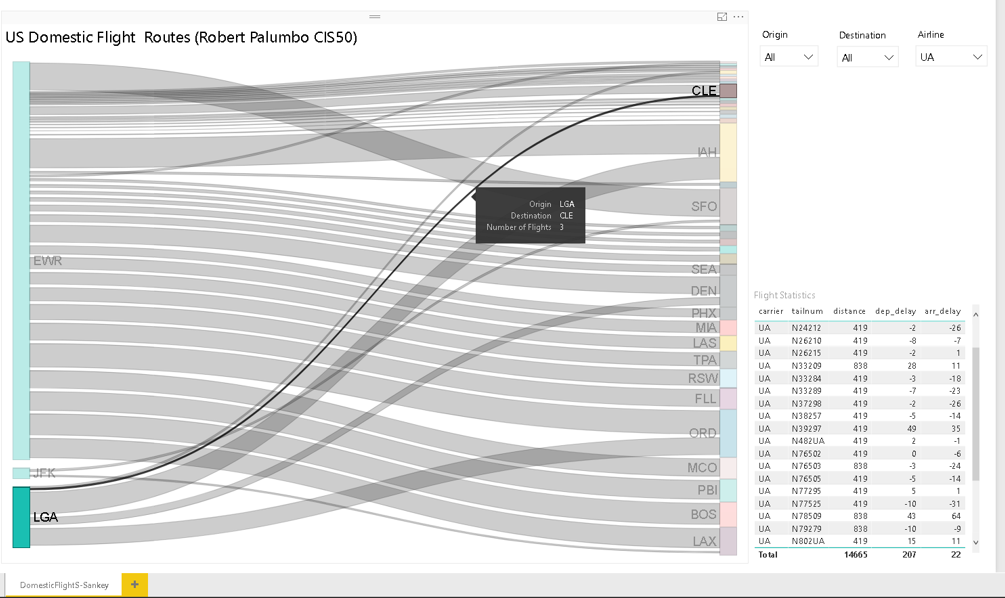 US Domestic Flight Routes (Robert Palumbo CIS50)
Origin Destination Airline
All All UA
CLE
IAH
SFO
Origin LGA
Destination CLE
Number of Flights 3
EWR
SEA
DEN
PHX
MIA
LAS
TPA
RSW
FLL
ORD
MCO
JFK
PBI
LGA
BOS
LAX
Flight Statistics
carrier tailnum distance dep_delay arr_delay
UA N24212 419 -2 -26
UA N26210 419 -8 -7
UA N26215 419 -2 1
UA N33209 838 28 11
UA N33284 419 -3 -18
UA N33289 419 -7 -23
UA N37298 419 -2 -26
UA N38257 419 -5 -14
UA N39297 419 49 35
UA N482UA 419 2 -1
UA N76502 419 0 -6
UA N76503 838 -3 -24
UA N76505 419 -5 -14
UA N77295 419 5 1
UA N77525 419 -10 -31
UA N78509 838 43 64
UA N79279 838 -10 -9
UA N802UA 419 15 11
Total 14665 207 22
DomesticFlightS-Sankey +